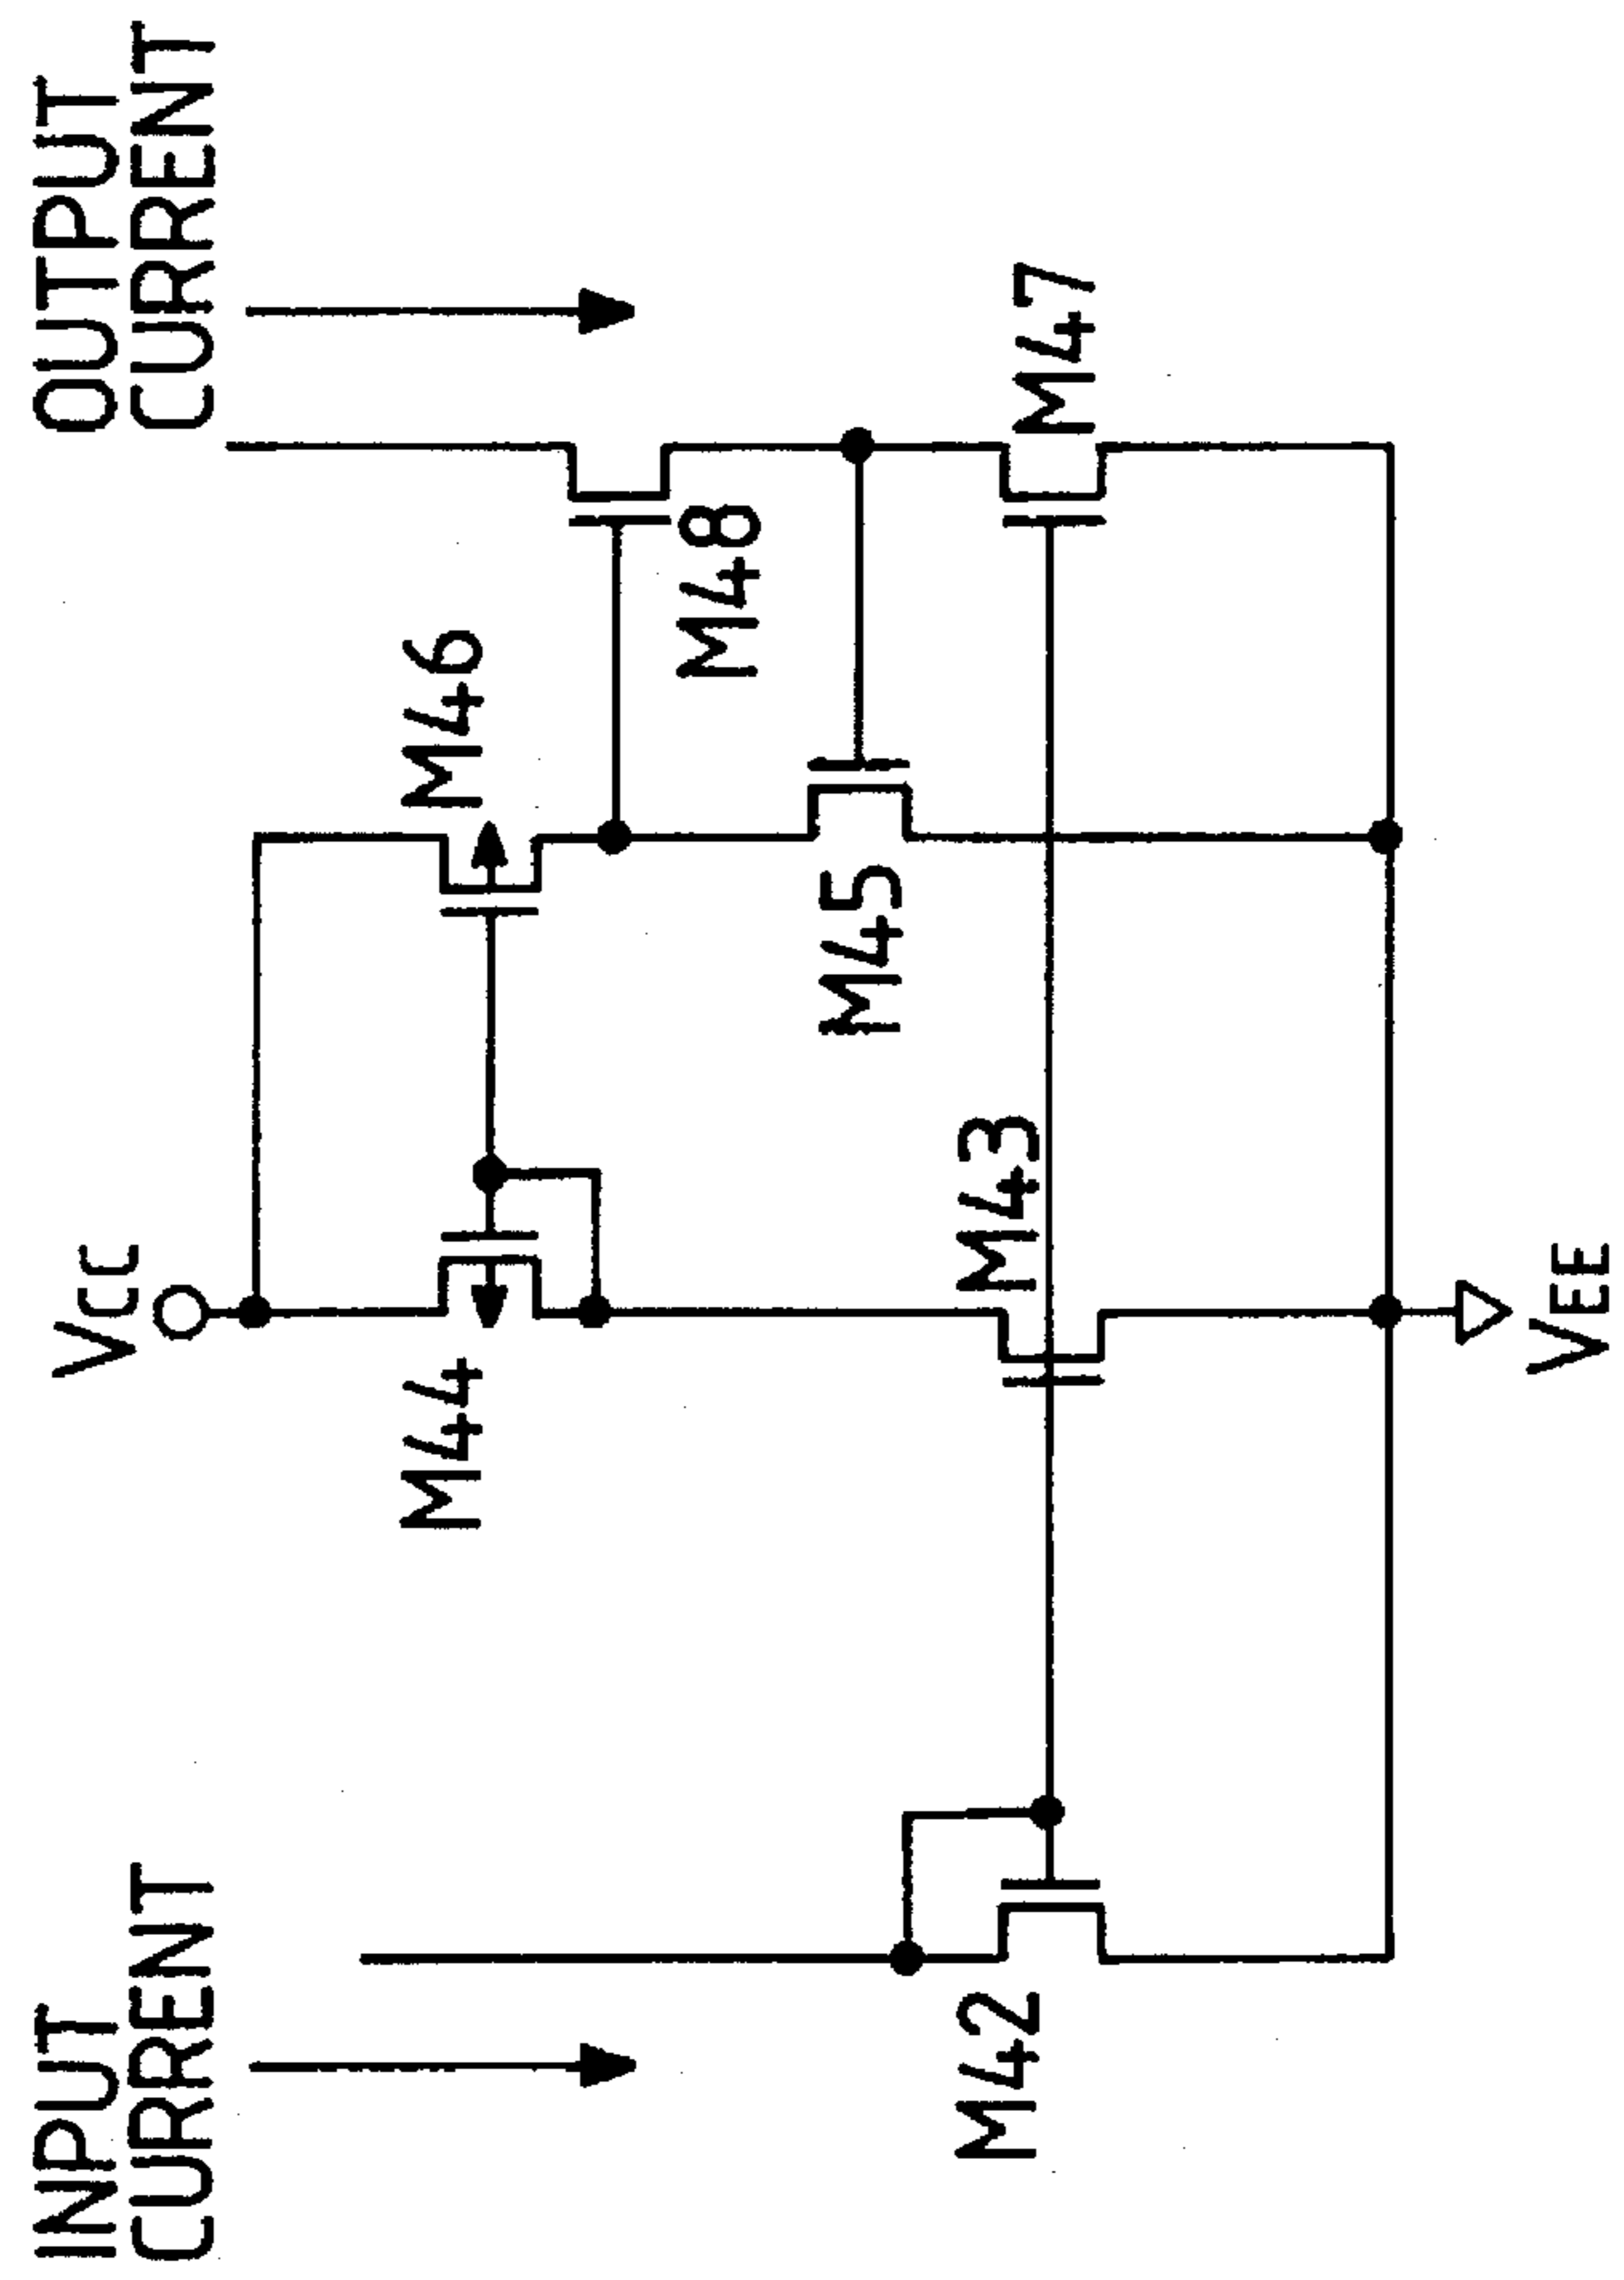 INPUT
CURRENT
VCC
OUTPUT
CURRENT
M44
M46
M48
M42
M43
M45
M47
VEE